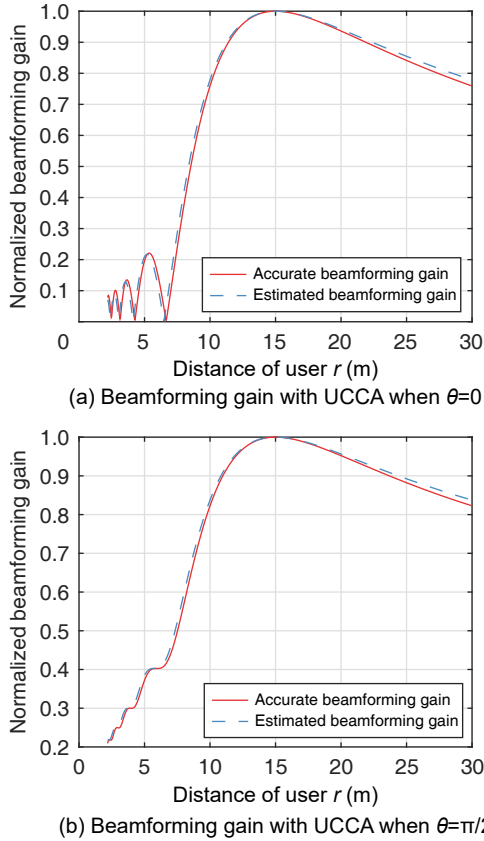 1.0
0.9
0.8
0.7
0.6
0.5
0.4
0.3
0.2
0.1
Normalized beamforming gain
Accurate beamforming gain
Estimated beamforming gain
0 5 10 15 20 25 30
Distance of user r (m)
(a) Beamforming gain with UCCA when θ=0
1.0
0.9
0.8
0.7
0.6
0.5
0.4
0.3
0.2
Normalized beamforming gain
Accurate beamforming gain
Estimated beamforming gain
0 5 10 15 20 25 30
Distance of user r (m)
(b) Beamforming gain with UCCA when θ=π/2